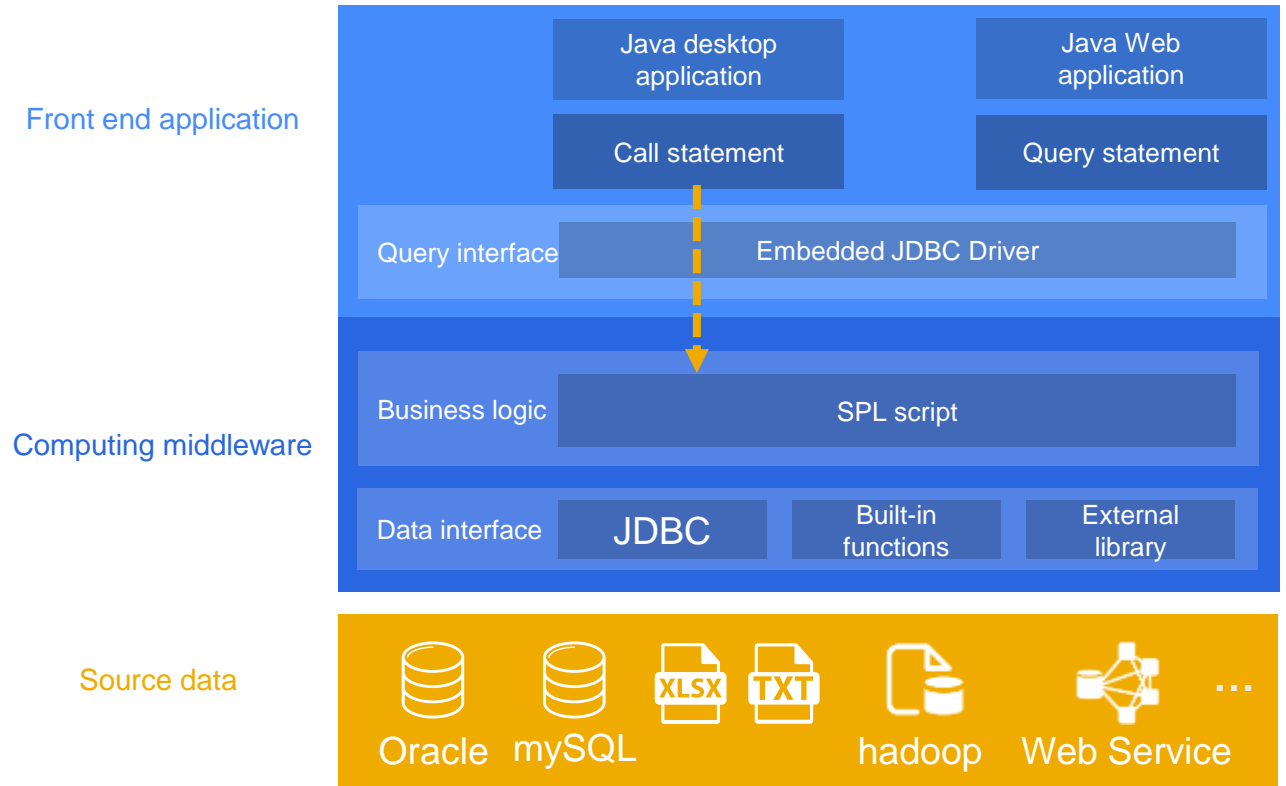 Front end application
Java desktop
application
Java Web
application
Call statement
Query statement
Query interface
Embedded JDBC Driver
Computing middleware
Business logic
SPL script
Data interface
JDBC
Built-in
functions
External
library
Source data
XLSX
TXT
...
Oracle
mySQL
hadoop
Web Service